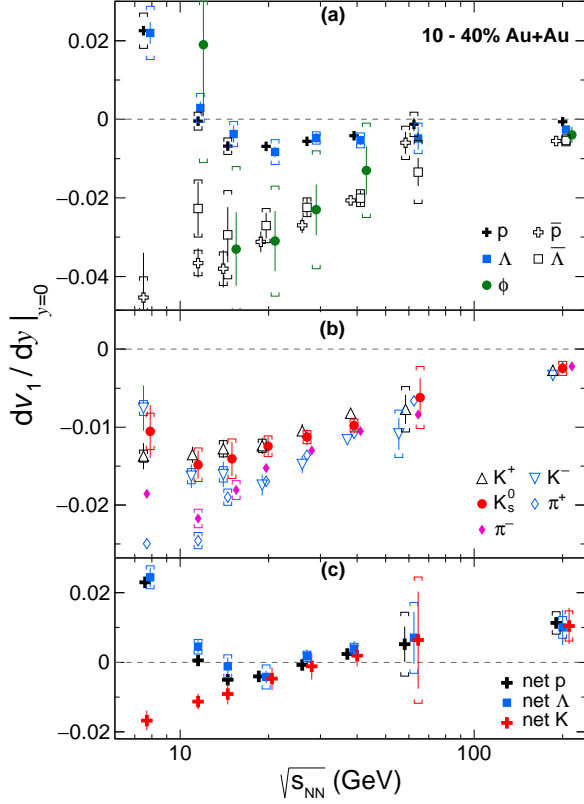 (a)
10 - 40% Au+Au
0.02
0
−0.02
−0.04
p p̅
Λ Λ̅
ϕ
dv₁ / dy |y=0
(b)
0
−0.01
−0.02
K⁺ K⁻
K⁰ₛ π⁺
π⁻
(c)
0.02
0
−0.02
net p
net Λ
net K
10 100
√sNN (GeV)